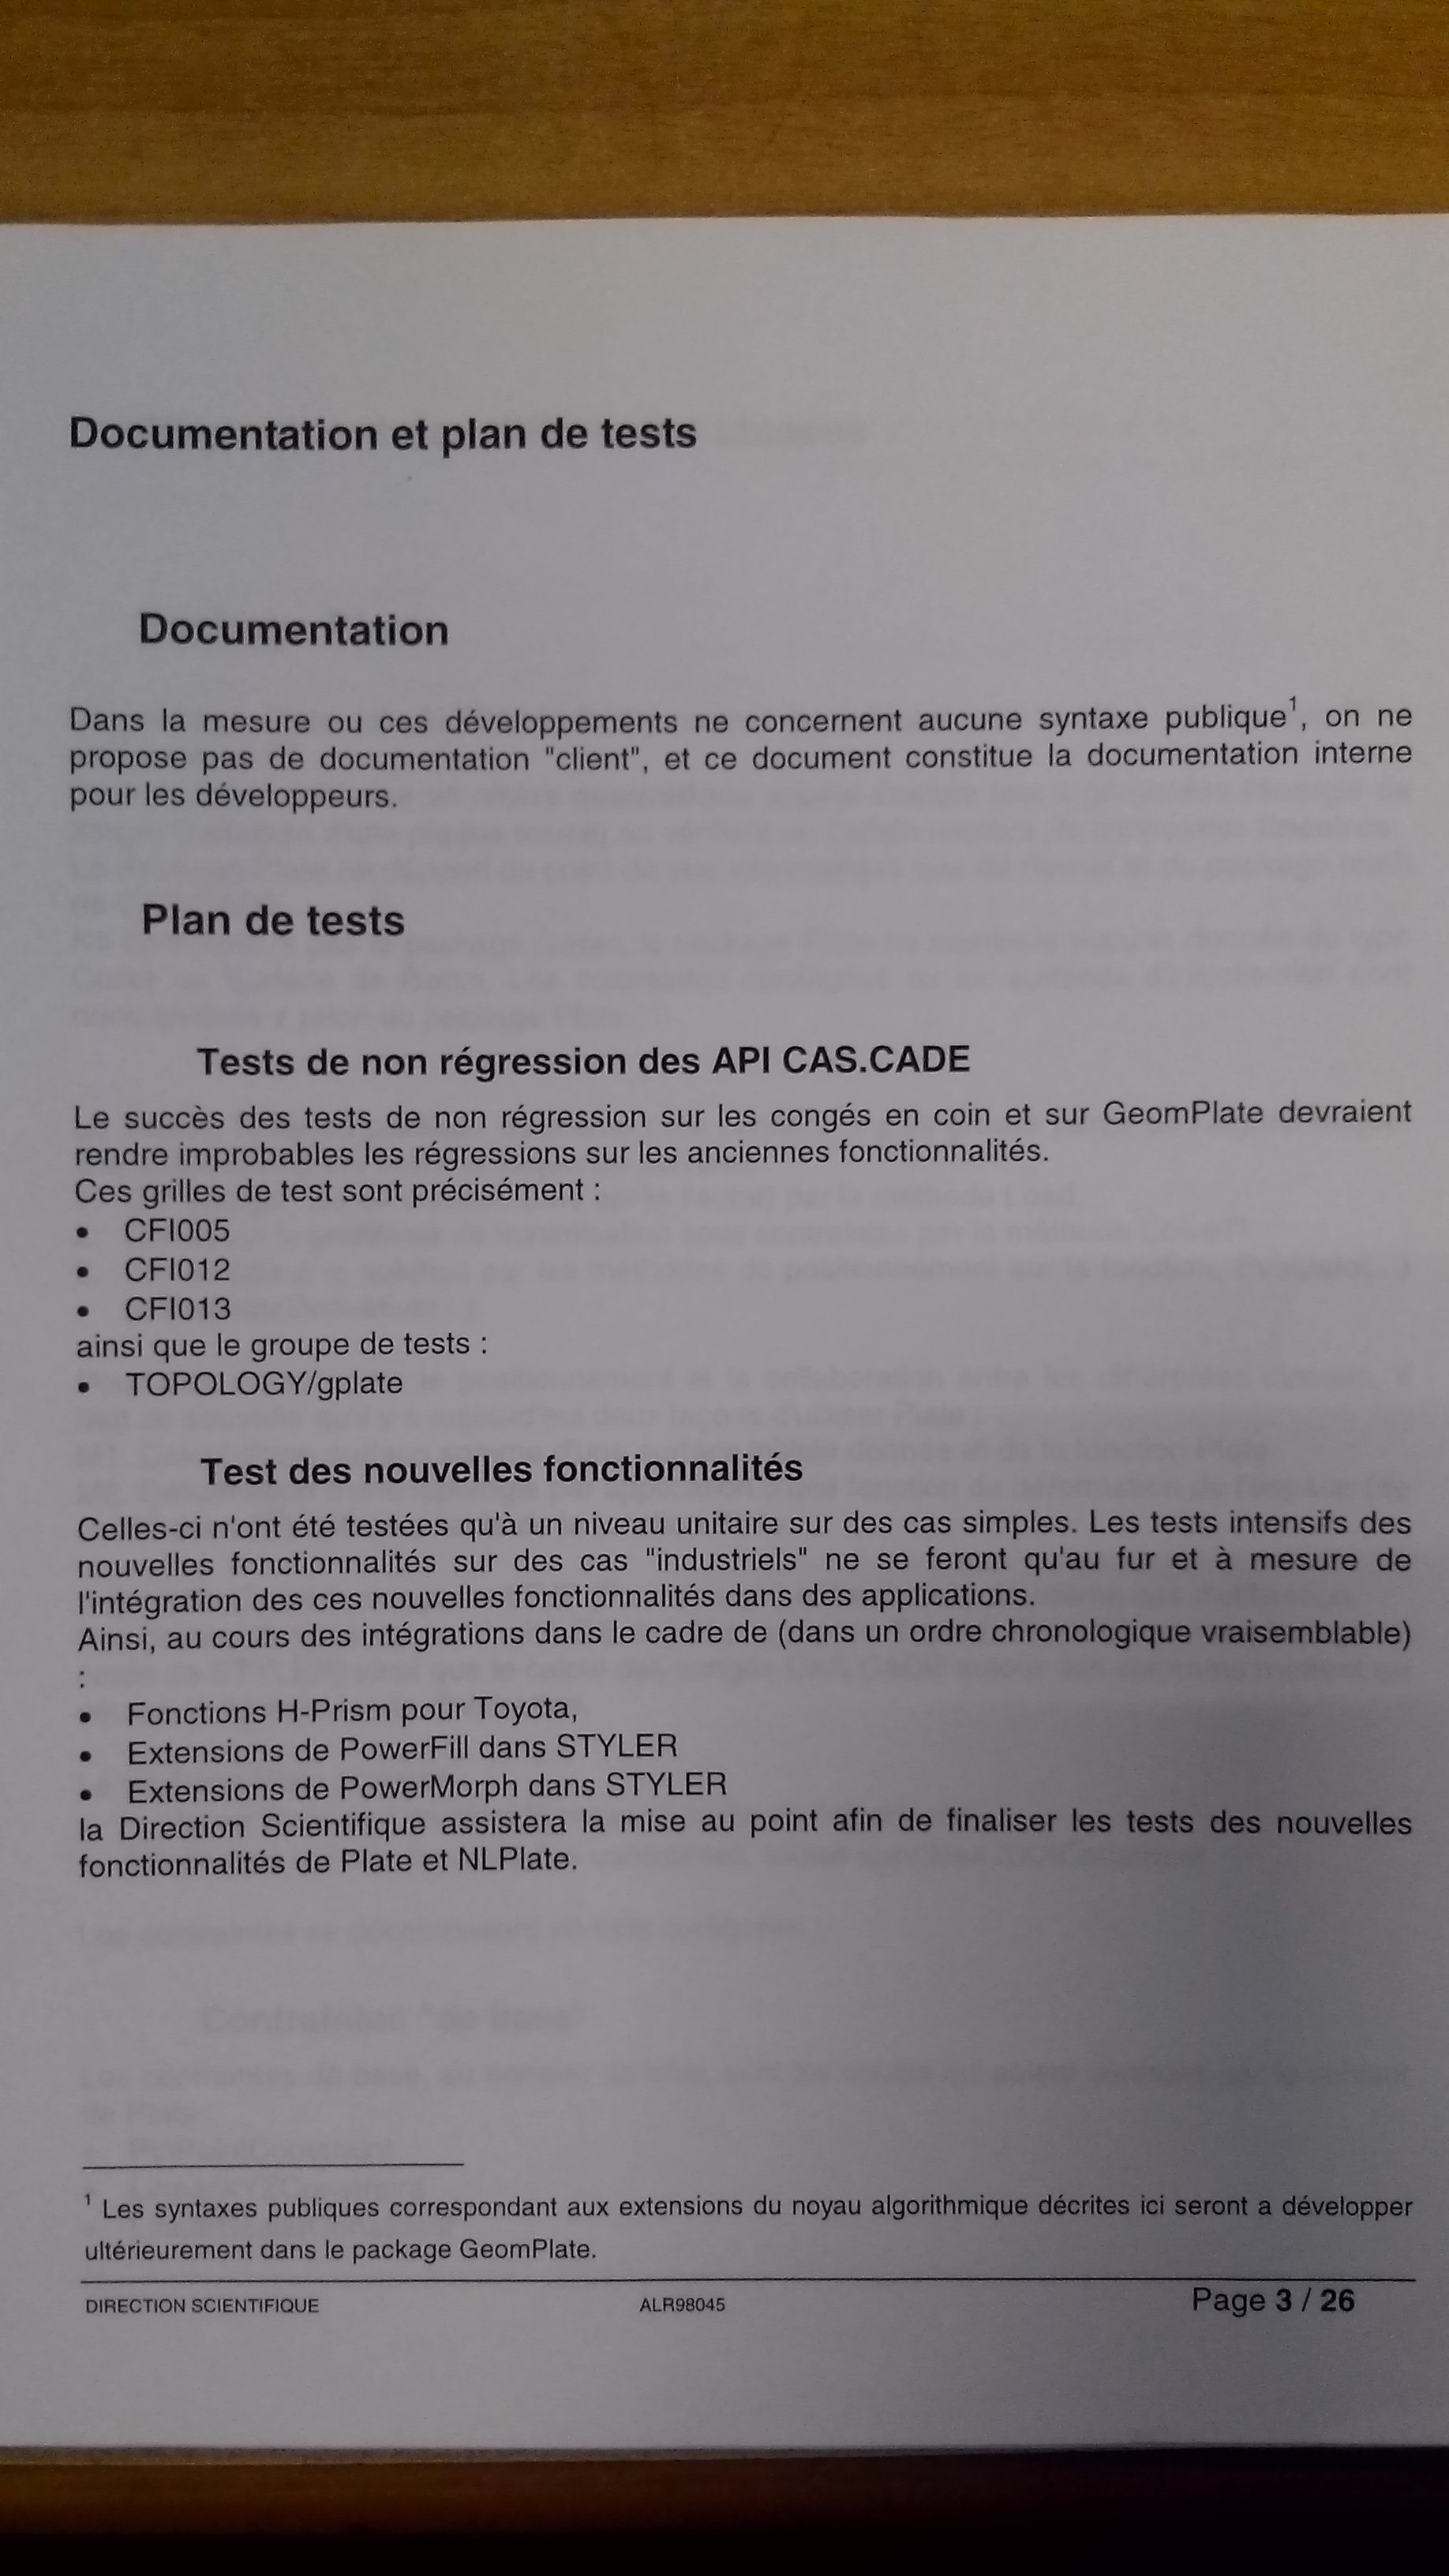 Documentation et plan de tests
Documentation
Dans la mesure ou ces développements ne concernent aucune syntaxe publique¹, on ne
propose pas de documentation "client", et ce document constitue la documentation interne
pour les développeurs.
Plan de tests
Tests de non régression des API CAS.CADE
Le succès des tests de non régression sur les congés en coin et sur GeomPlate devraient
rendre improbables les régressions sur les anciennes fonctionnalités.
Ces grilles de test sont précisément :
• CFI005
• CFI012
• CFI013
ainsi que le groupe de tests :
• TOPOLOGY/gplate
Test des nouvelles fonctionnalités
Celles-ci n'ont été testées qu'à un niveau unitaire sur des cas simples. Les tests intensifs des
nouvelles fonctionnalités sur des cas "industriels" ne se feront qu'au fur et à mesure de
l'intégration des ces nouvelles fonctionnalités dans des applications.
Ainsi, au cours des intégrations dans le cadre de (dans un ordre chronologique vraisemblable)
:
• Fonctions H-Prism pour Toyota,
• Extensions de PowerFill dans STYLER
• Extensions de PowerMorph dans STYLER
la Direction Scientifique assistera la mise au point afin de finaliser les tests des nouvelles
fonctionnalités de Plate et NLPlate.
¹ Les syntaxes publiques correspondant aux extensions du noyau algorithmique décrites ici seront a développer
ultérieurement dans le package GeomPlate.
DIRECTION SCIENTIFIQUE ALR98045 Page 3 / 26